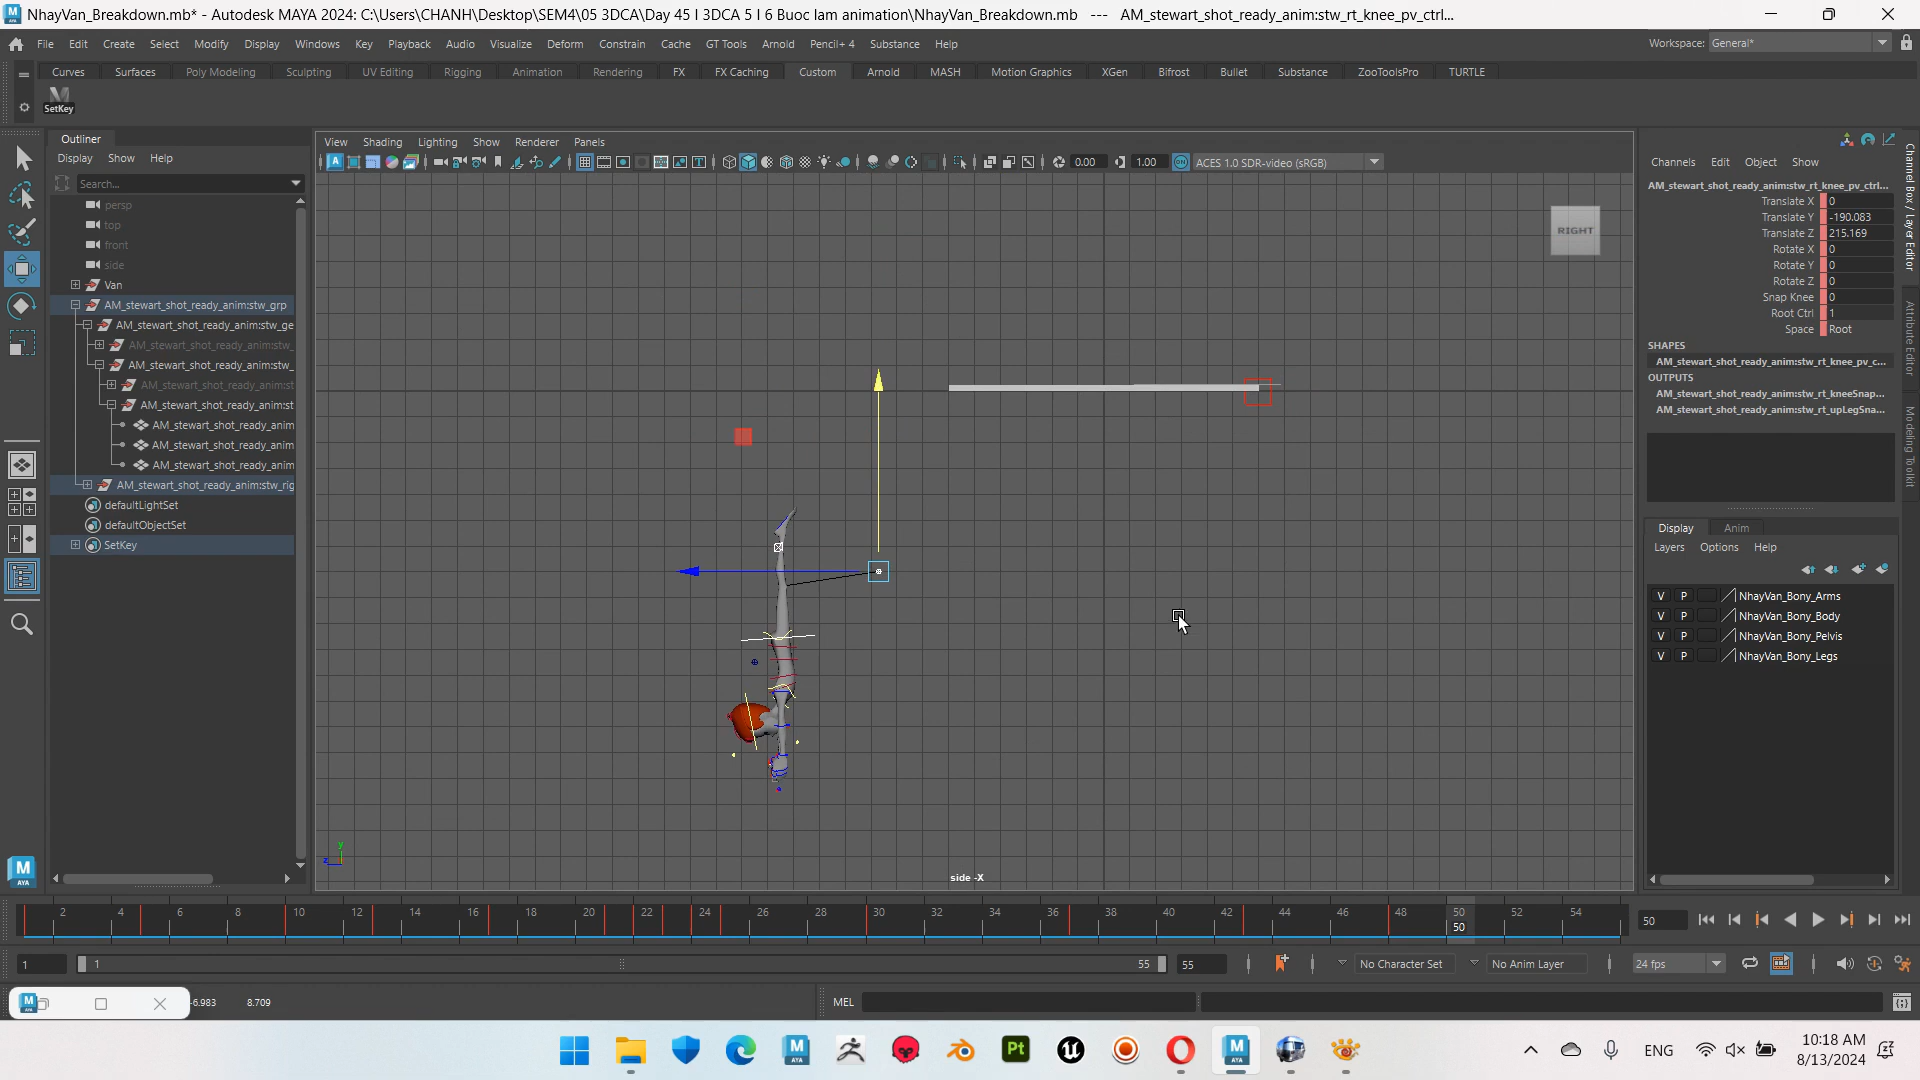 NhayVan_Breakdown.mb* - Autodesk MAYA 2024: C:\Users\CHANH\Desktop\SEM4\05 3DCA\Day 45 I 3DCA 5 I 6 Buoc lam animation\NhayVan_Breakdown.mb --- AM_stewart_shot_ready_anim:stw_rt_knee_pv_ctrl...
File Edit Create Select Modify Display Windows Key Playback Audio Visualize Deform Constrain Cache GT Tools Arnold Pencil+ 4 Substance Help
Workspace: General*
Curves Surfaces Poly Modeling Sculpting UV Editing Rigging Animation Rendering FX FX Caching Custom Arnold MASH Motion Graphics XGen Bifrost Bullet Substance ZooToolsPro TURTLE
SetKey
Outliner
Display Show Help
Search...
persp
top
front
side
Van
AM_stewart_shot_ready_anim:stw_grp
AM_stewart_shot_ready_anim:stw_ge
AM_stewart_shot_ready_anim:stw_
AM_stewart_shot_ready_anim:stw_
AM_stewart_shot_ready_anim:st
AM_stewart_shot_ready_anim:st
AM_stewart_shot_ready_anim
AM_stewart_shot_ready_anim
AM_stewart_shot_ready_anim
AM_stewart_shot_ready_anim:stw_rig
defaultLightSet
defaultObjectSet
SetKey
View Shading Lighting Show Renderer Panels
0.00 1.00 ACES 1.0 SDR-video (sRGB)
RIGHT
side -X
y
z
Channels Edit Object Show
AM_stewart_shot_ready_anim:stw_rt_knee_pv_ctrl...
Translate X 0
Translate Y -190.083
Translate Z 215.169
Rotate X 0
Rotate Y 0
Rotate Z 0
Snap Knee 0
Root Ctrl 1
Space Root
SHAPES
AM_stewart_shot_ready_anim:stw_rt_knee_pv_c...
OUTPUTS
AM_stewart_shot_ready_anim:stw_rt_kneeSnap...
AM_stewart_shot_ready_anim:stw_rt_upLegSna...
Display Anim
Layers Options Help
V P NhayVan_Bony_Arms
V P NhayVan_Bony_Body
V P NhayVan_Bony_Pelvis
V P NhayVan_Bony_Legs
Channel Box / Layer Editor
Attribute Editor
Modeling Toolkit
2 4 6 8 10 12 14 16 18 20 22 24 26 28 30 32 34 36 38 40 42 44 46 48 50 52 54
50
50
1 1 55 55 No Character Set No Anim Layer 24 fps
6.983 8.709
MEL
ENG
10:18 AM
8/13/2024